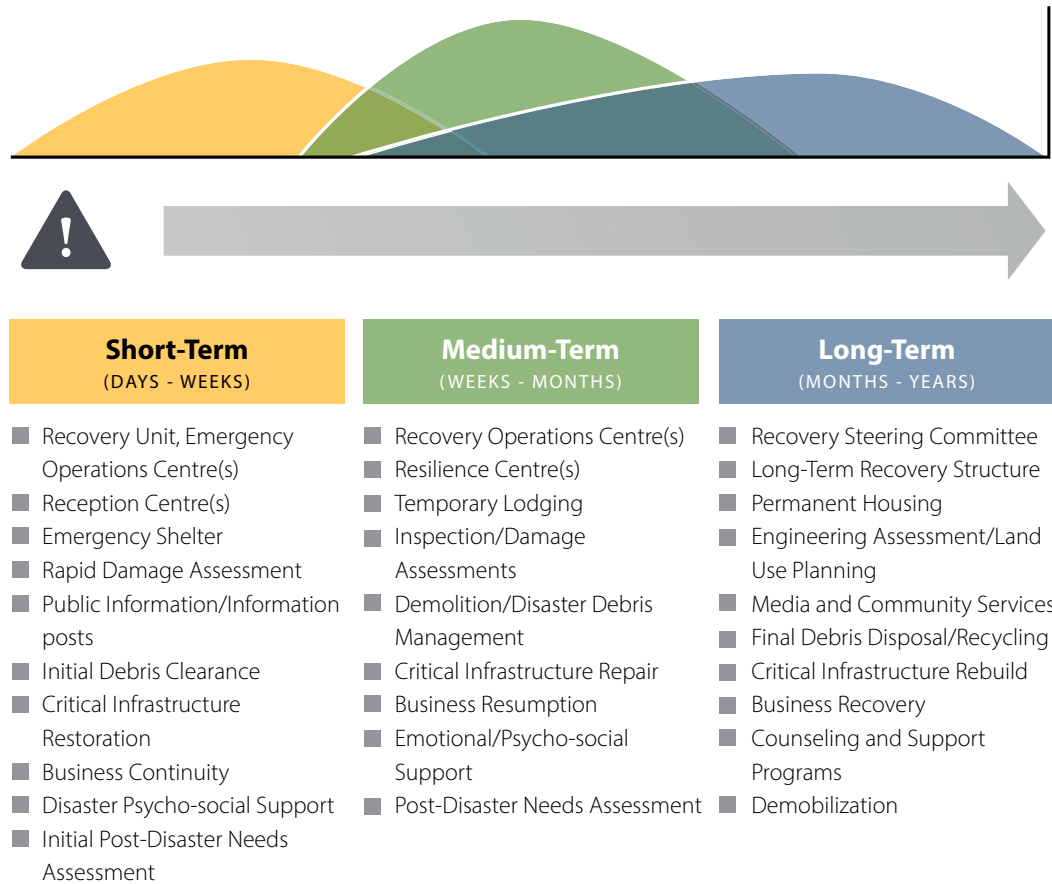 !
Short-Term
(DAYS - WEEKS)
Recovery Unit, Emergency
Operations Centre(s)
Reception Centre(s)
Emergency Shelter
Rapid Damage Assessment
Public Information/Information
posts
Initial Debris Clearance
Critical Infrastructure
Restoration
Business Continuity
Disaster Psycho-social Support
Initial Post-Disaster Needs
Assessment
Medium-Term
(WEEKS - MONTHS)
Recovery Operations Centre(s)
Resilience Centre(s)
Temporary Lodging
Inspection/Damage
Assessments
Demolition/Disaster Debris
Management
Critical Infrastructure Repair
Business Resumption
Emotional/Psycho-social
Support
Post-Disaster Needs Assessment
Long-Term
(MONTHS - YEARS)
Recovery Steering Committee
Long-Term Recovery Structure
Permanent Housing
Engineering Assessment/Land
Use Planning
Media and Community Services
Final Debris Disposal/Recycling
Critical Infrastructure Rebuild
Business Recovery
Counseling and Support
Programs
Demobilization